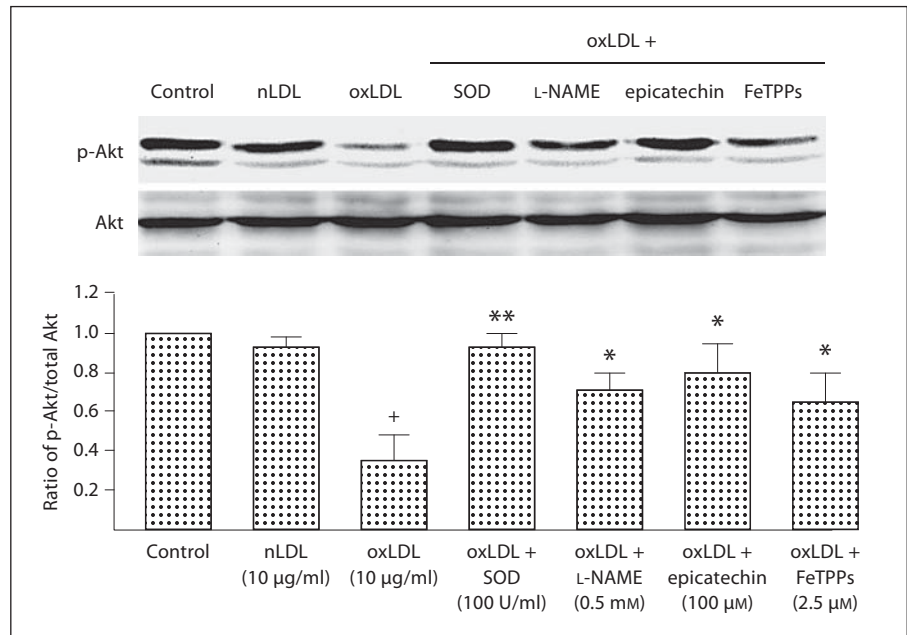 oxLDL +
Control nLDL oxLDL SOD L-NAME epicatechin FeTPPs
p-Akt
Akt
Ratio of p-Akt/total Akt
1.2
1.0
0.8
0.6
0.4
0.2
+
**
*
*
*
Control nLDL oxLDL oxLDL + oxLDL + oxLDL + oxLDL +
(10 µg/ml) (10 µg/ml) SOD L-NAME epicatechin FeTPPs
(100 U/ml) (0.5 mM) (100 µM) (2.5 µM)